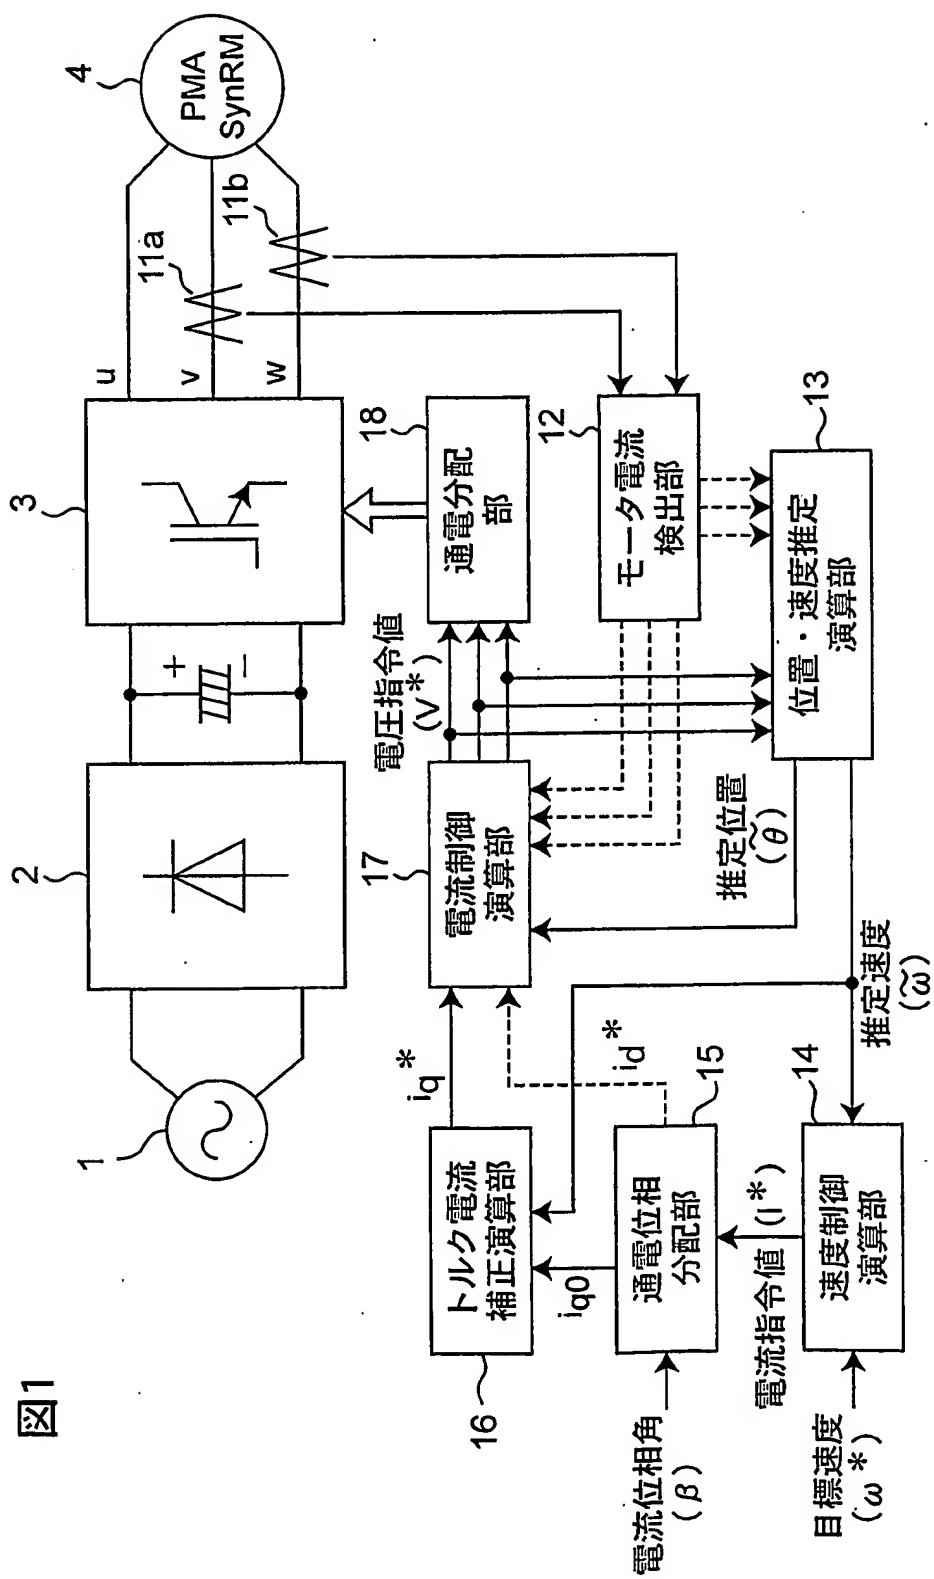 図1
1
2
3
4
PMA
SynRM
u
v
w
11a
11b
+
−
電圧指令値
(V*)
18
通電分配
部
12
モータ電流
検出部
13
位置・速度推定
演算部
17
電流制御
演算部
推定位置
(θ̃)
推定速度
(ω̃)
iq*
id*
16
トルク電流
補正演算部
iq0
15
通電位相
分配部
電流位相角
(β)
電流指令値 (I*)
14
速度制御
演算部
目標速度
(ω*)